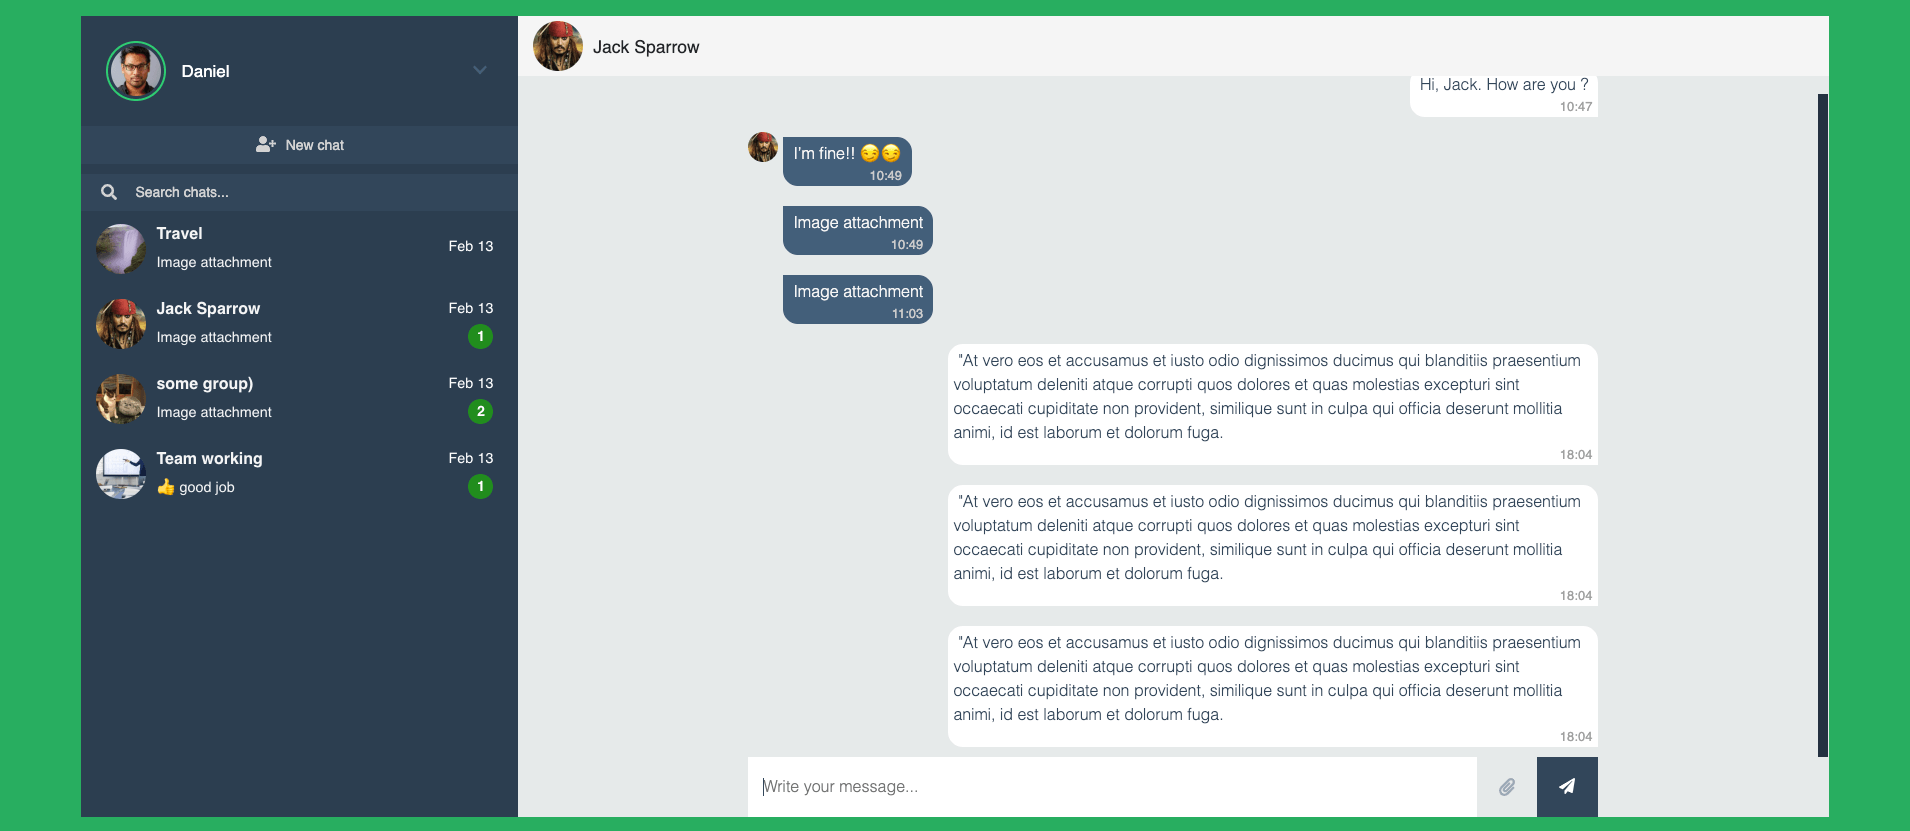 Daniel
New chat
Search chats...
Travel
Feb 13
Image attachment
Jack Sparrow
Feb 13
Image attachment
1
some group)
Feb 13
Image attachment
2
Team working
Feb 13
👍 good job
1
Jack Sparrow
Hi, Jack. How are you ?
10:47
I'm fine!! 😏😏
10:49
Image attachment
10:49
Image attachment
11:03
"At vero eos et accusamus et iusto odio dignissimos ducimus qui blanditiis praesentium
voluptatum deleniti atque corrupti quos dolores et quas molestias excepturi sint
occaecati cupiditate non provident, similique sunt in culpa qui officia deserunt mollitia
animi, id est laborum et dolorum fuga.
18:04
"At vero eos et accusamus et iusto odio dignissimos ducimus qui blanditiis praesentium
voluptatum deleniti atque corrupti quos dolores et quas molestias excepturi sint
occaecati cupiditate non provident, similique sunt in culpa qui officia deserunt mollitia
animi, id est laborum et dolorum fuga.
18:04
"At vero eos et accusamus et iusto odio dignissimos ducimus qui blanditiis praesentium
voluptatum deleniti atque corrupti quos dolores et quas molestias excepturi sint
occaecati cupiditate non provident, similique sunt in culpa qui officia deserunt mollitia
animi, id est laborum et dolorum fuga.
18:04
Write your message...